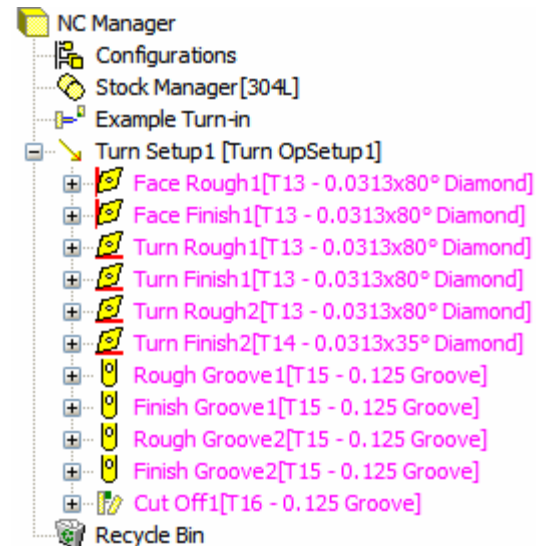 NC Manager
Configurations
Stock Manager[304L]
Example Turn-in
Turn Setup1 [Turn OpSetup1]
Face Rough1[T13 - 0.0313x80° Diamond]
Face Finish1[T13 - 0.0313x80° Diamond]
Turn Rough1[T13 - 0.0313x80° Diamond]
Turn Finish1[T13 - 0.0313x80° Diamond]
Turn Rough2[T13 - 0.0313x80° Diamond]
Turn Finish2[T14 - 0.0313x35° Diamond]
Rough Groove1[T15 - 0.125 Groove]
Finish Groove1[T15 - 0.125 Groove]
Rough Groove2[T15 - 0.125 Groove]
Finish Groove2[T15 - 0.125 Groove]
Cut Off1[T16 - 0.125 Groove]
Recycle Bin